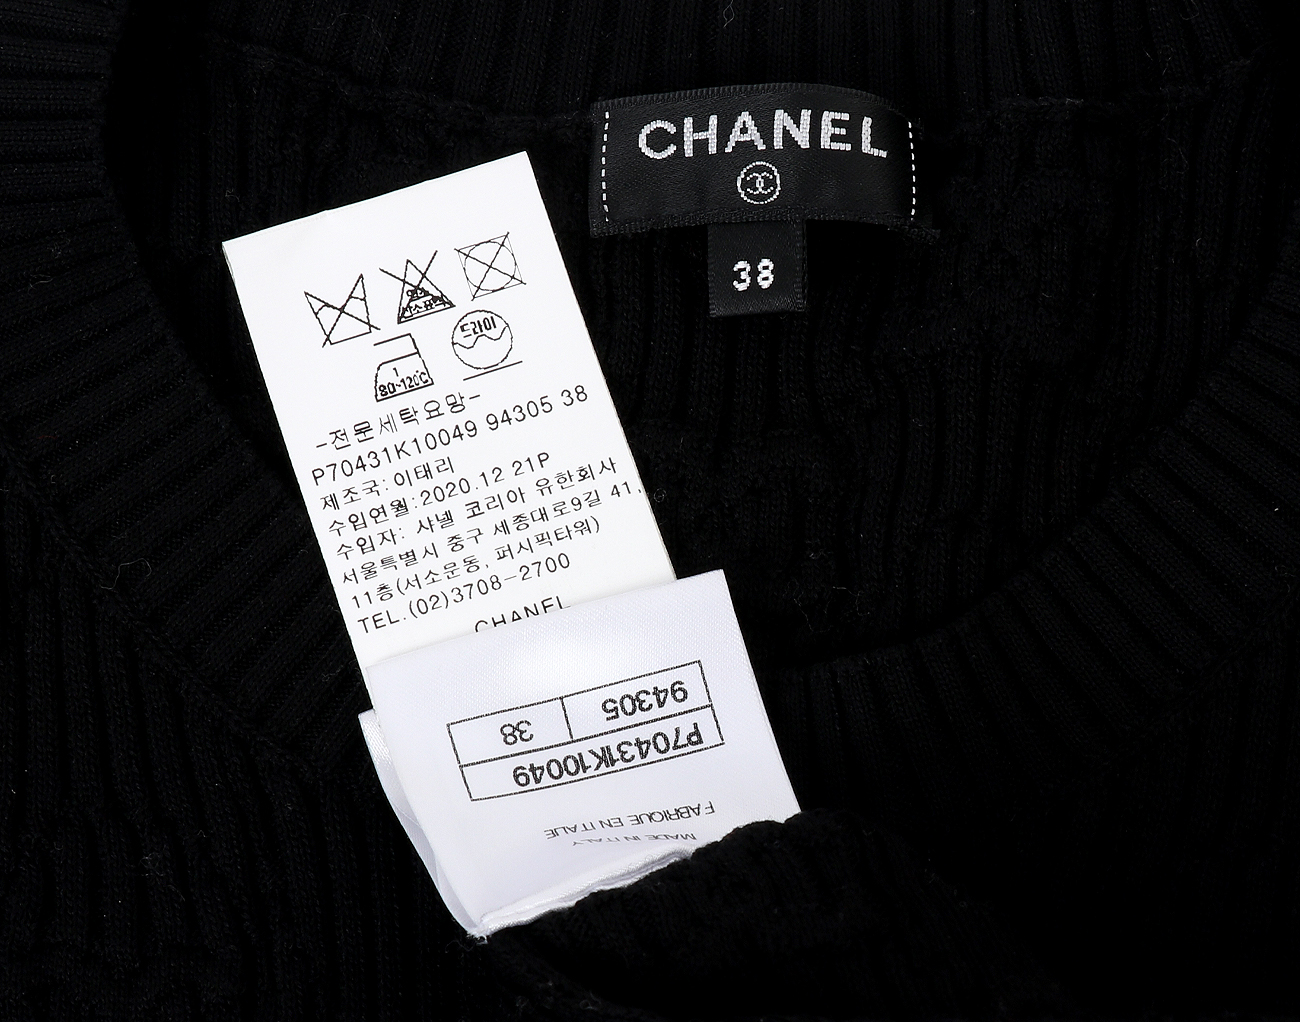 CHANEL
38
염소표백
드라이
1
80~120℃
-전문세탁요망-
P70431K10049 94305 38
제조국: 이태리
수입연월: 2020.12 21P
수입자: 샤넬 코리아 유한회사
서울특별시 중구 세종대로9길 41,
11층(서소문동, 퍼시픽타워)
TEL.(02)3708-2700
CHANEL
P70431K10049
94305 38
FABRIQUE EN ITALIE
MADE IN ITALY